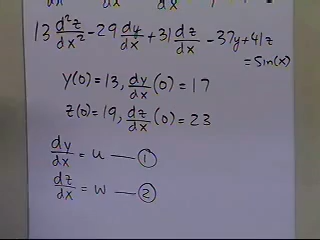 13 d²z/dx² - 29 dy/dx + 31 dz/dx - 37y + 41z
= Sin(x)
y(0) = 13, dy/dx (0) = 17
z(0) = 19, dz/dx (0) = 23
dy/dx = u — ①
dz/dx = w — ②